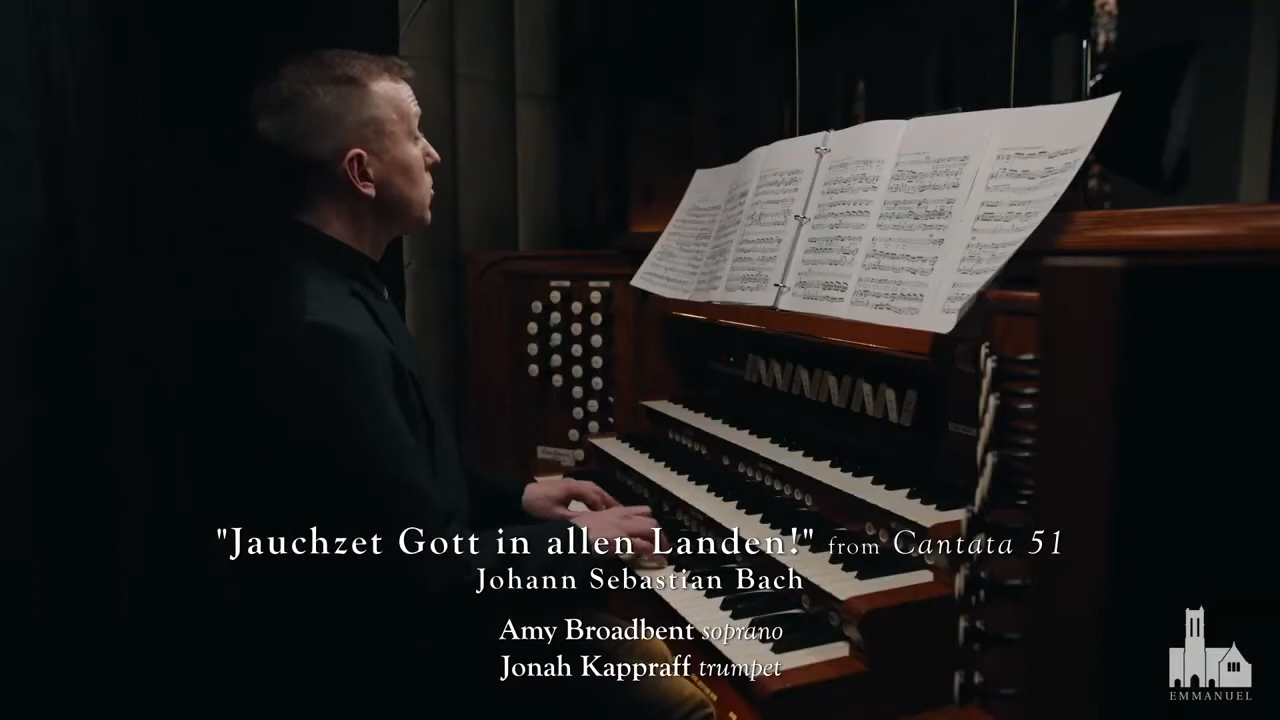 "Jauchzet Gott in allen Landen!" from Cantata 51
Johann Sebastian Bach
Amy Broadbent soprano
Jonah Kappraff trumpet
EMMANUEL